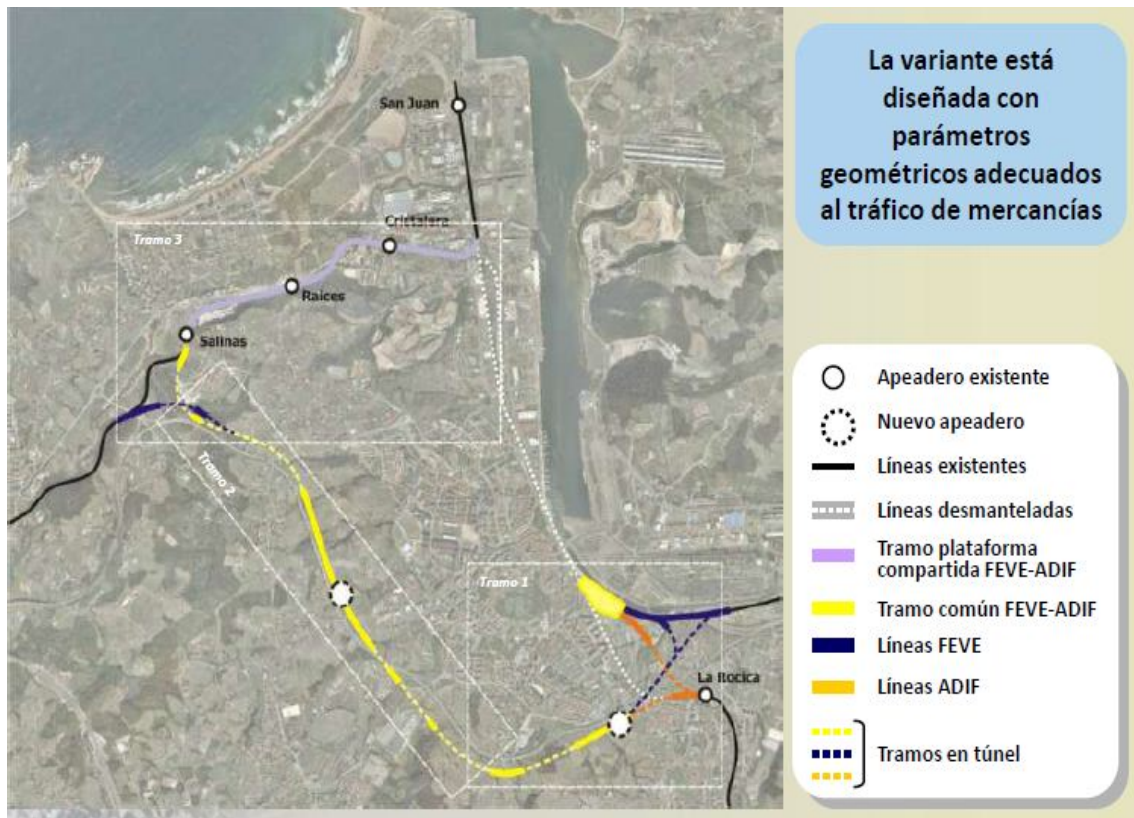 La variante está
diseñada con
parámetros
geométricos adecuados
al tráfico de mercancías
San Juan
Cristalera
Tramo 3
Raíces
Salinas
Tramo 2
Tramo 1
La Rocica
Apeadero existente
Nuevo apeadero
Líneas existentes
Líneas desmanteladas
Tramo plataforma
compartida FEVE-ADIF
Tramo común FEVE-ADIF
Líneas FEVE
Líneas ADIF
Tramos en túnel